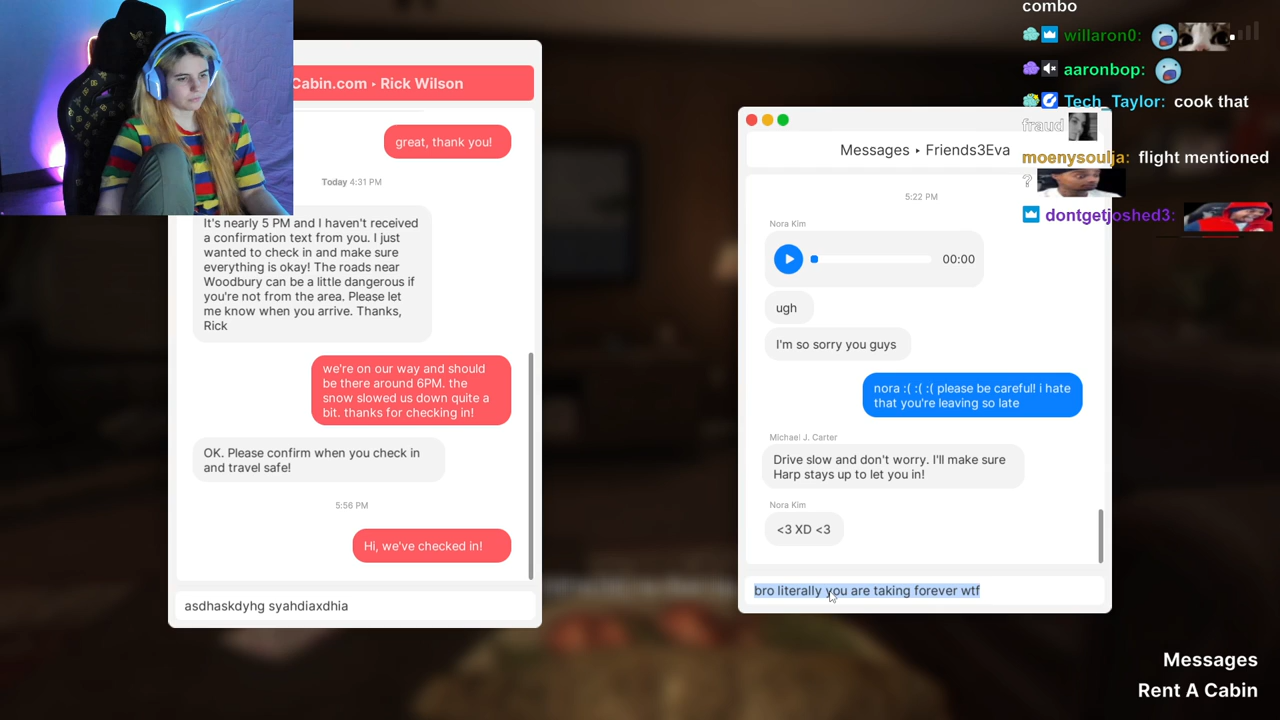 Cabin.com ▸ Rick Wilson
great, thank you!
Today 4:31 PM
It's nearly 5 PM and I haven't received
a confirmation text from you. I just
wanted to check in and make sure
everything is okay! The roads near
Woodbury can be a little dangerous if
you're not from the area. Please let
me know when you arrive. Thanks,
Rick
we're on our way and should
be there around 6PM. the
snow slowed us down quite a
bit. thanks for checking in!
OK. Please confirm when you check in
and travel safe!
5:56 PM
Hi, we've checked in!
asdhaskdyhg syahdiaxdhia
Messages ▸ Friends3Eva
5:22 PM
Nora Kim
00:00
ugh
I'm so sorry you guys
nora :( :( :( please be careful! i hate
that you're leaving so late
Michael J. Carter
Drive slow and don't worry. I'll make sure
Harp stays up to let you in!
Nora Kim
<3 XD <3
bro literally you are taking forever wtf
combo
willaron0:
aaronbop:
Tech_Taylor: cook that
fraud
moenysoulja: flight mentioned
?
dontgetjoshed3:
Messages
Rent A Cabin